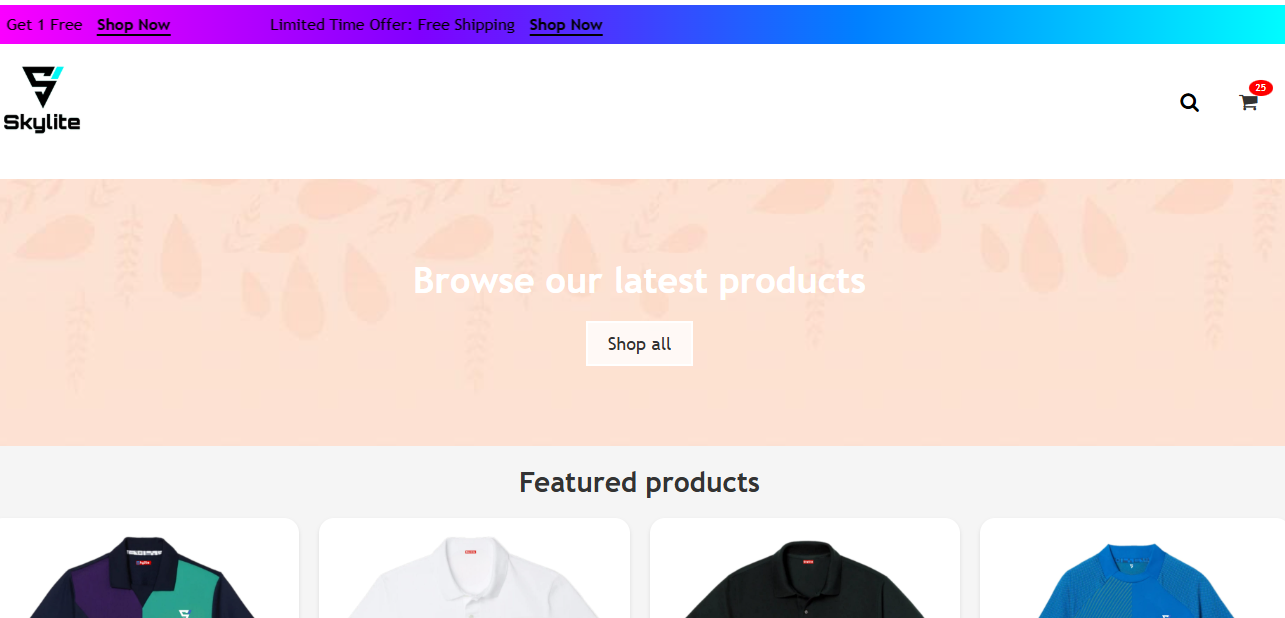 Get 1 Free Shop Now Limited Time Offer: Free Shipping Shop Now
Skylite
25
Browse our latest products
Shop all
Featured products